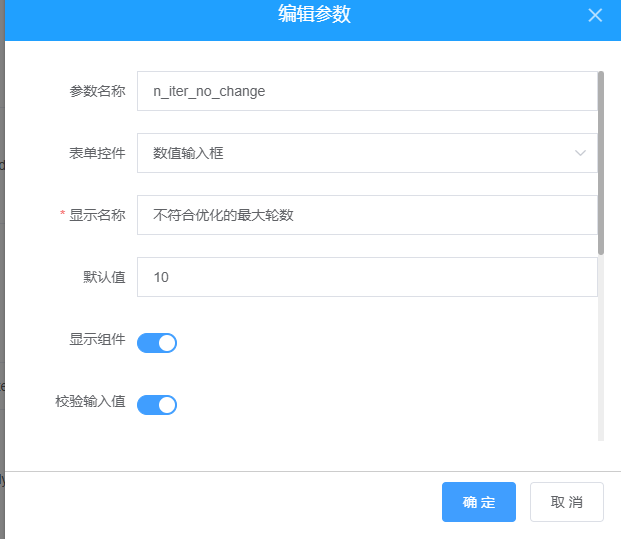 编辑参数
参数名称 n_iter_no_change
表单控件 数值输入框
* 显示名称 不符合优化的最大轮数
默认值 10
显示组件
校验输入值
确 定 取 消